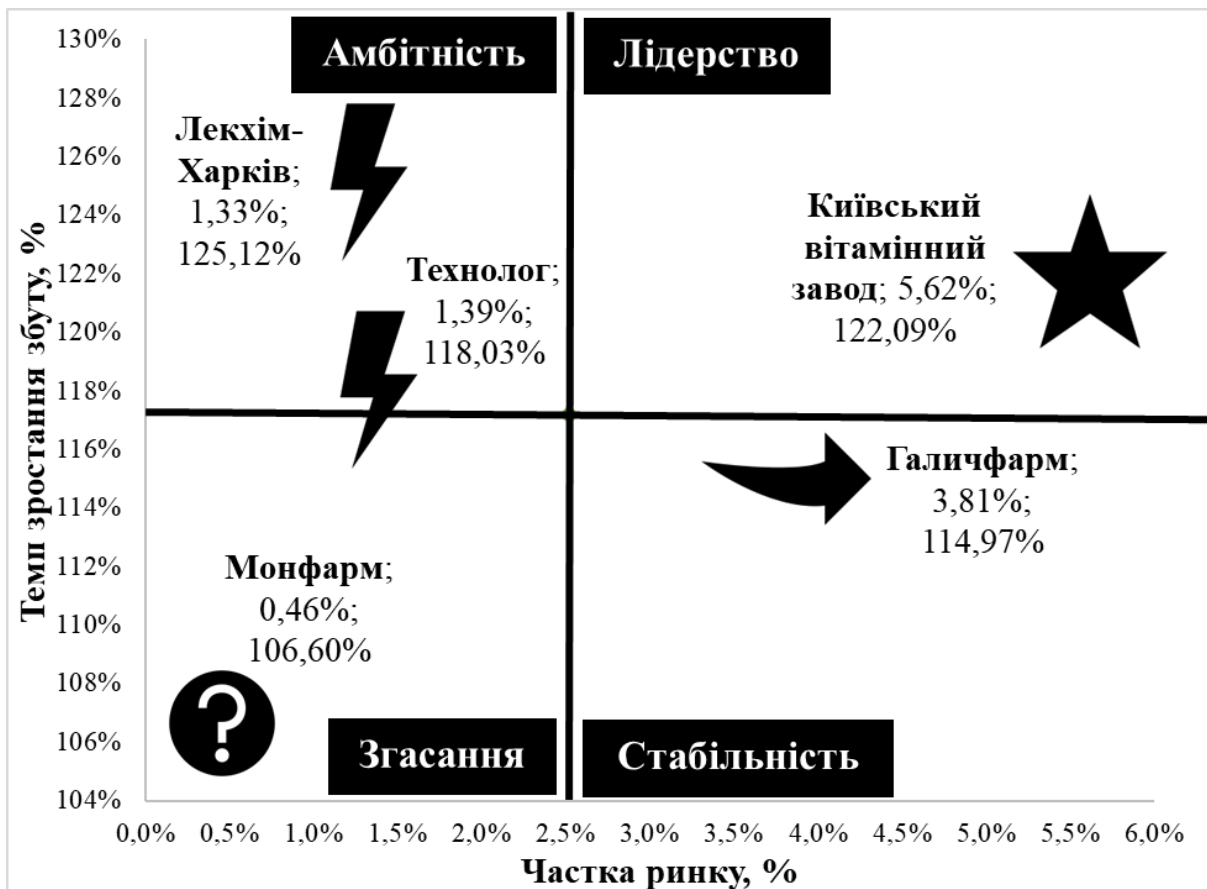 130%
128%
126%
124%
122%
120%
118%
116%
114%
112%
110%
108%
106%
104%
Темп зростання збуту, %
Амбітність
Лідерство
Лекхім-
Харків;
1,33%;
125,12%
Технолог;
1,39%;
118,03%
Київський
вітамінний
завод; 5,62%;
122,09%
Галичфарм;
3,81%;
114,97%
Монфарм;
0,46%;
106,60%
?
Згасання
Стабільність
0,0% 0,5% 1,0% 1,5% 2,0% 2,5% 3,0% 3,5% 4,0% 4,5% 5,0% 5,5% 6,0%
Частка ринку, %